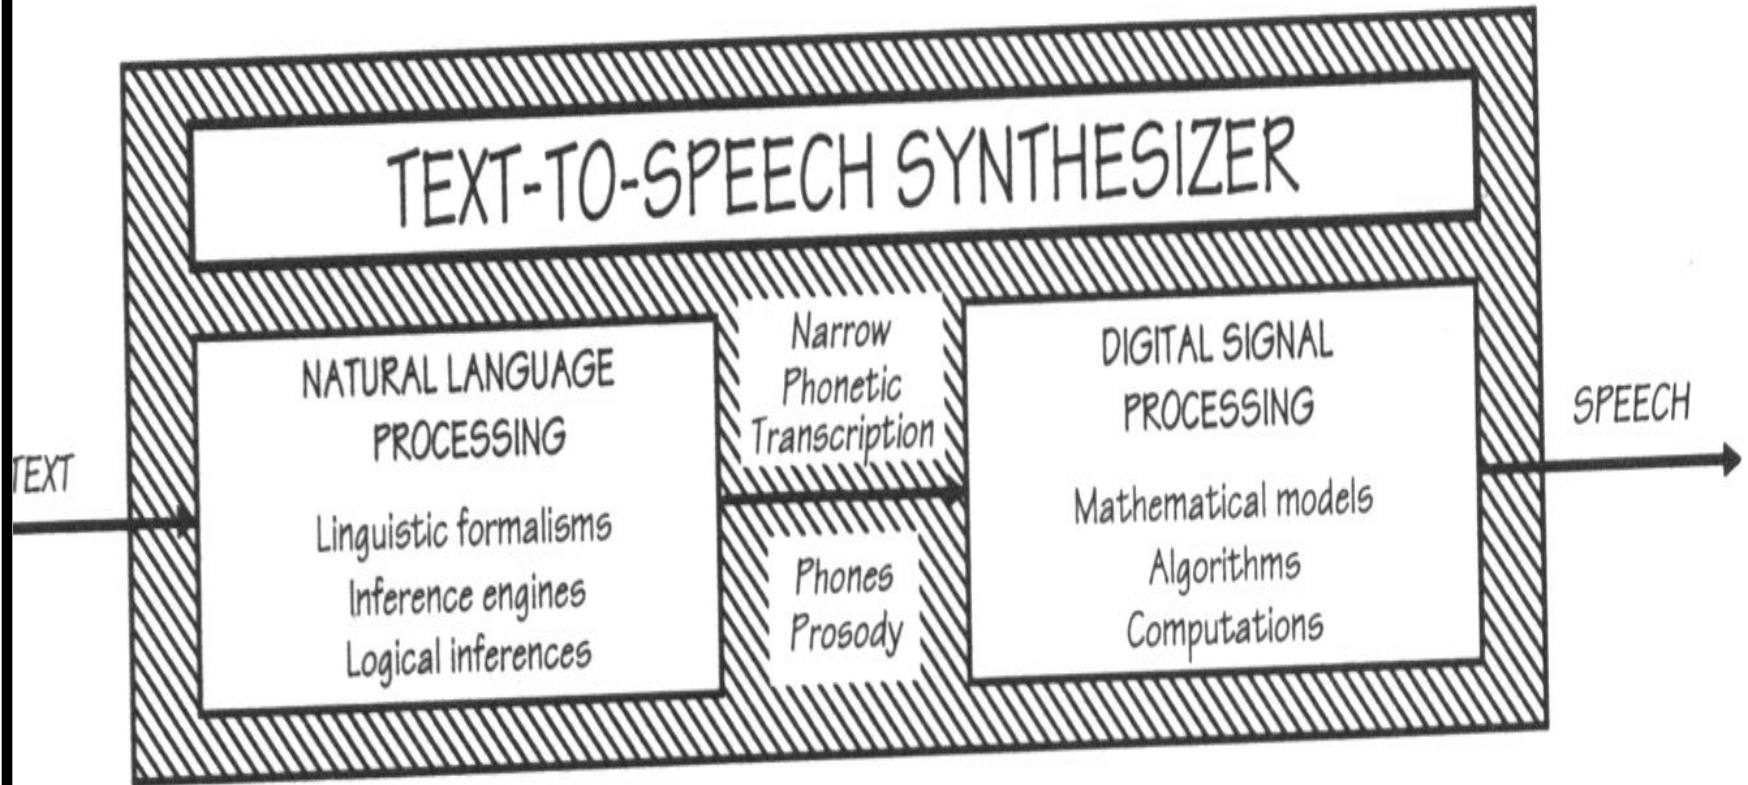 TEXT-TO-SPEECH SYNTHESIZER
TEXT
NATURAL LANGUAGE
PROCESSING
Linguistic formalisms
Inference engines
Logical inferences
Narrow
Phonetic
Transcription
Phones
Prosody
DIGITAL SIGNAL
PROCESSING
Mathematical models
Algorithms
Computations
SPEECH